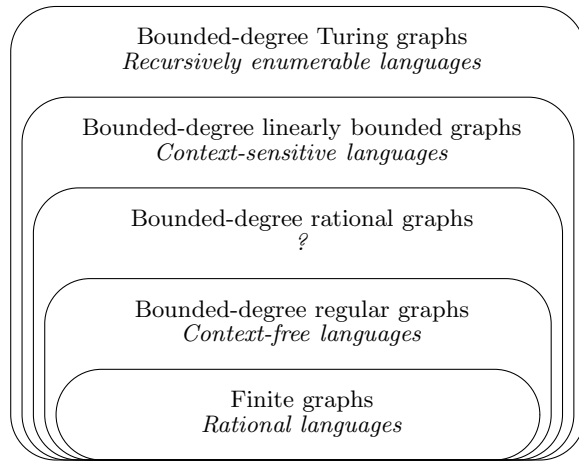 Bounded-degree Turing graphs
Recursively enumerable languages
Bounded-degree linearly bounded graphs
Context-sensitive languages
Bounded-degree rational graphs
?
Bounded-degree regular graphs
Context-free languages
Finite graphs
Rational languages